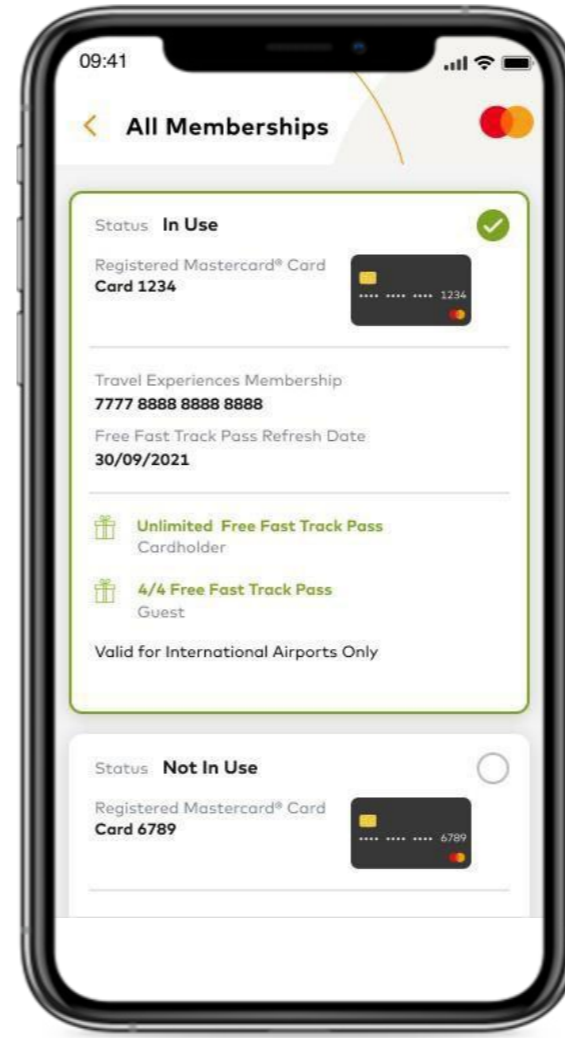 09:41
All Memberships
Status In Use
Registered Mastercard® Card
Card 1234
•••• •••• •••• 1234
Travel Experiences Membership
7777 8888 8888 8888
Free Fast Track Pass Refresh Date
30/09/2021
Unlimited Free Fast Track Pass
Cardholder
4/4 Free Fast Track Pass
Guest
Valid for International Airports Only
Status Not In Use
Registered Mastercard® Card
Card 6789
•••• •••• •••• 6789